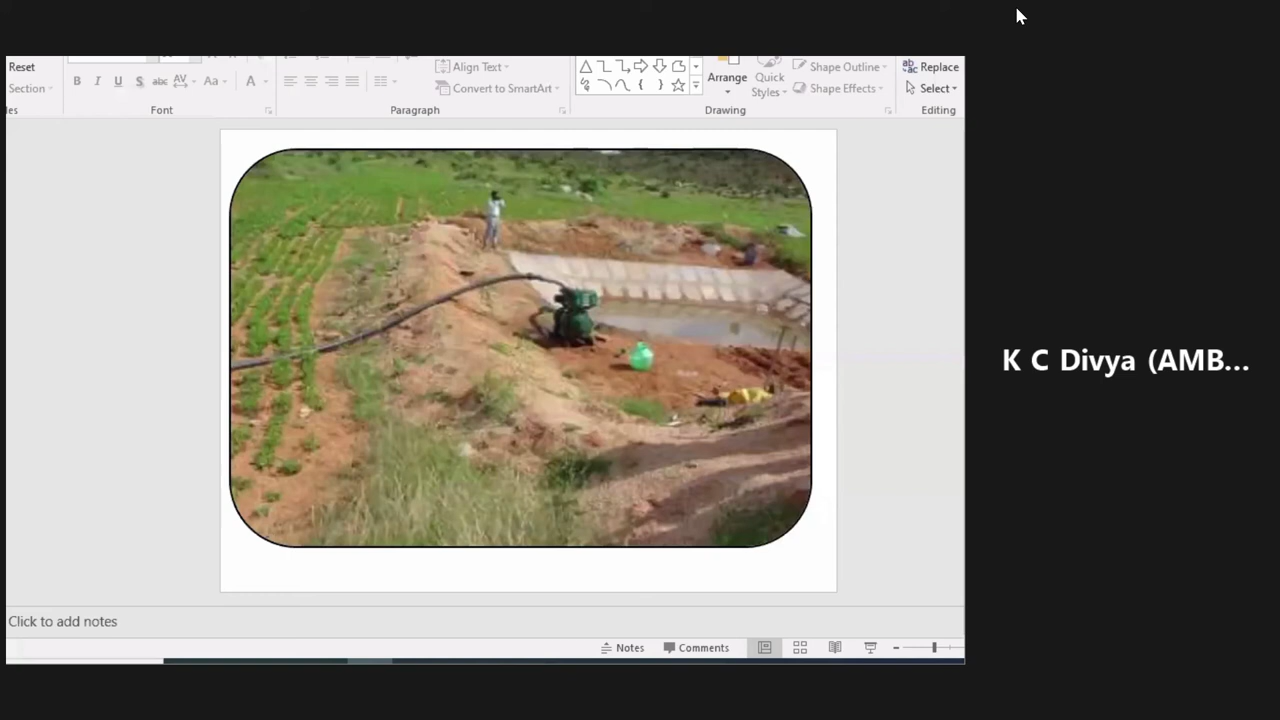 Reset
Align Text
Replace
B I U S abc AV Aa A
Arrange
Quick Styles
Shape Outline
Section
Convert to SmartArt
Shape Effects
Select
les
Font
Paragraph
Drawing
Editing
K C Divya (AMB...
Click to add notes
Notes
Comments